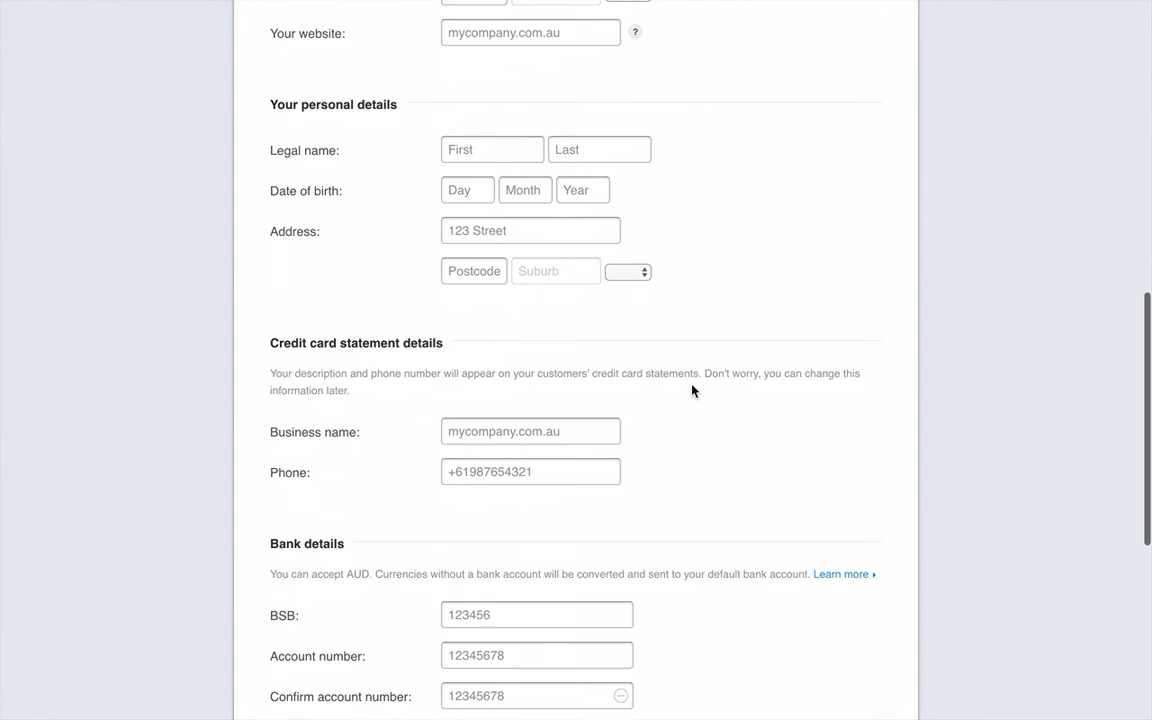 Your website: mycompany.com.au ?
Your personal details
Legal name: First Last
Date of birth: Day Month Year
Address: 123 Street
Postcode Suburb
Credit card statement details
Your description and phone number will appear on your customers' credit card statements. Don't worry, you can change this
information later.
Business name: mycompany.com.au
Phone: +61987654321
Bank details
You can accept AUD. Currencies without a bank account will be converted and sent to your default bank account. Learn more
BSB: 123456
Account number: 12345678
Confirm account number: 12345678